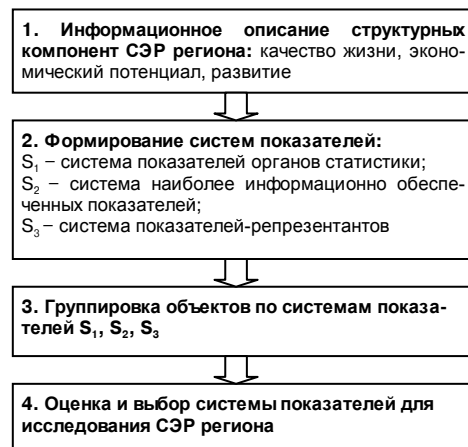 1. Информационное описание структурных
компонент СЭР региона: качество жизни, эконо-
мический потенциал, развитие
2. Формирование систем показателей:
S₁ – система показателей органов статистики;
S₂ – система наиболее информационно обеспе-
ченных показателей;
S₃ – система показателей-репрезентантов
3. Группировка объектов по системам показа-
телей S₁, S₂, S₃
4. Оценка и выбор системы показателей для
исследования СЭР региона